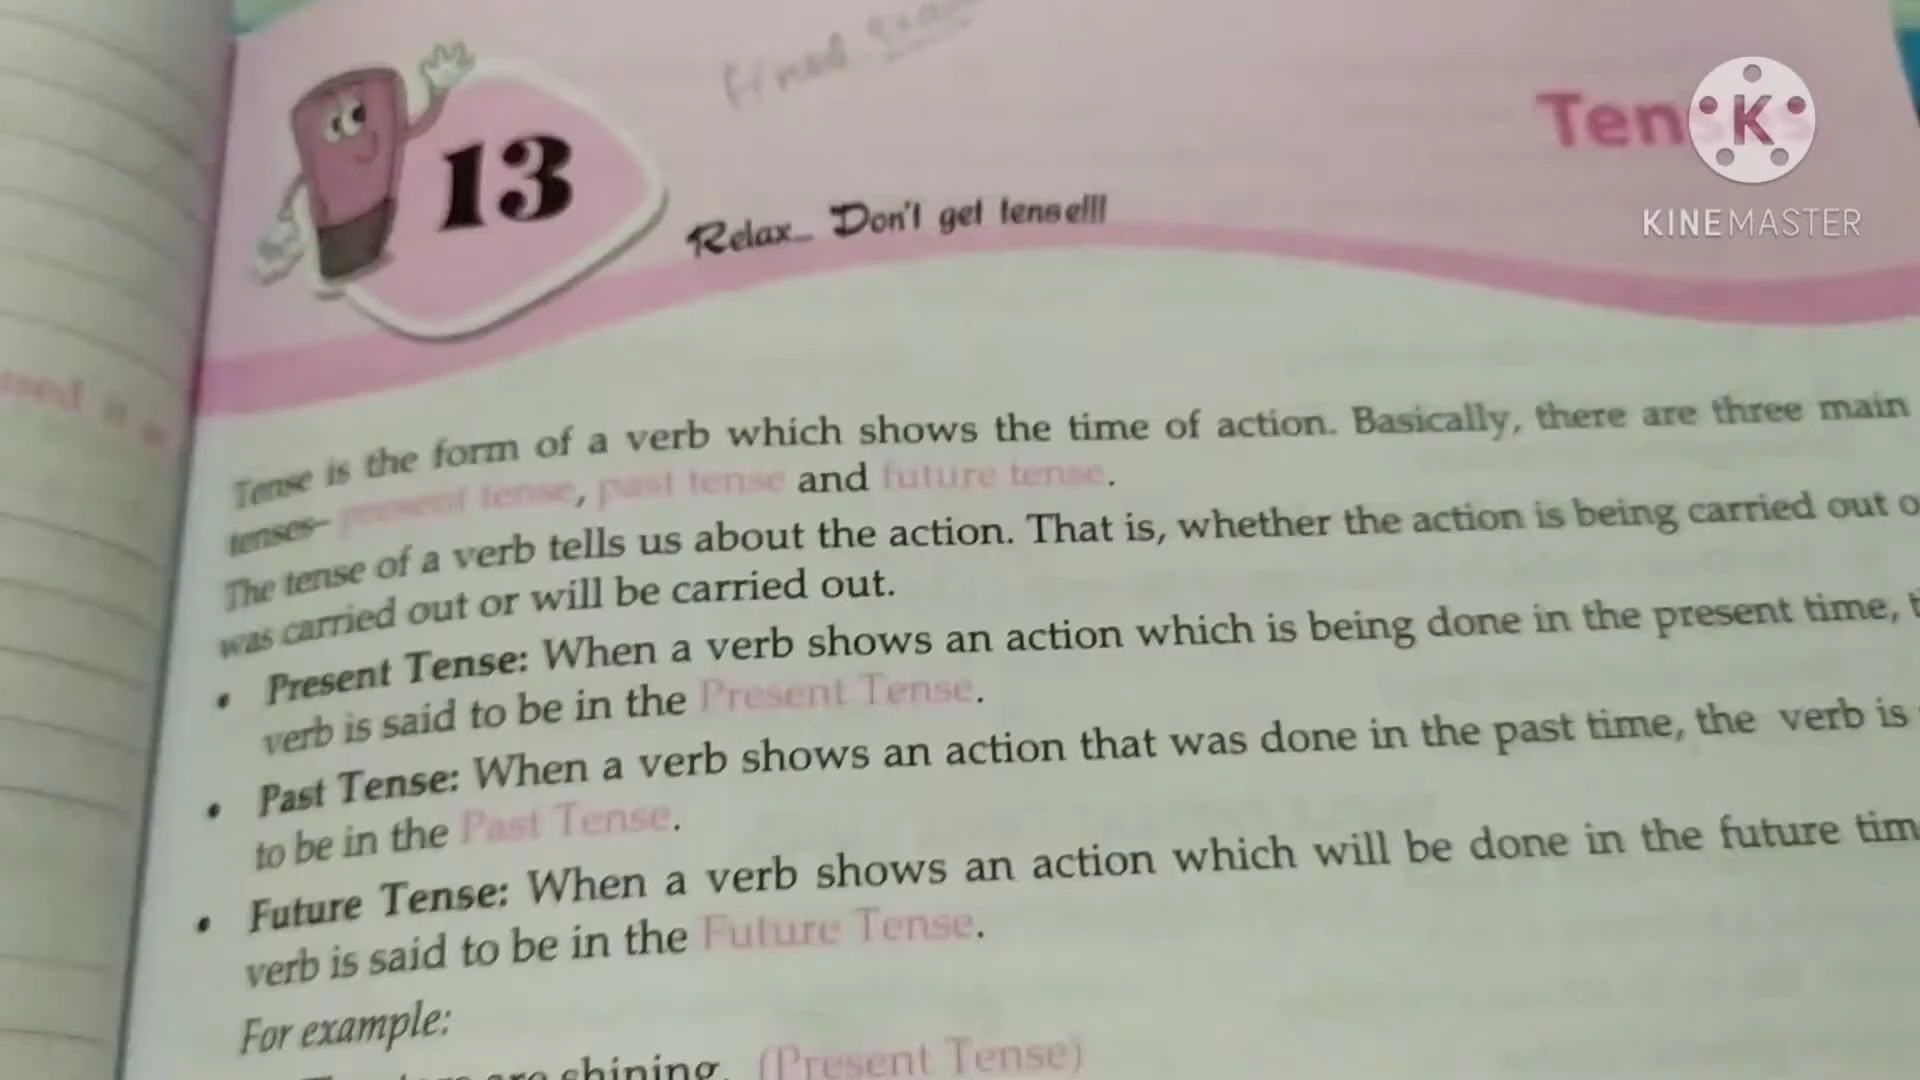 13
Tenses
KINEMASTER
Relax... Don't get tense!!!
Tense is the form of a verb which shows the time of action. Basically, there are three main
tenses– present tense, past tense and future tense.
The tense of a verb tells us about the action. That is, whether the action is being carried out
was carried out or will be carried out.
• Present Tense: When a verb shows an action which is being done in the present time,
verb is said to be in the Present Tense.
• Past Tense: When a verb shows an action that was done in the past time, the verb is
to be in the Past Tense.
• Future Tense: When a verb shows an action which will be done in the future
verb is said to be in the Future Tense.
For example:
are shining. (Present Tense)